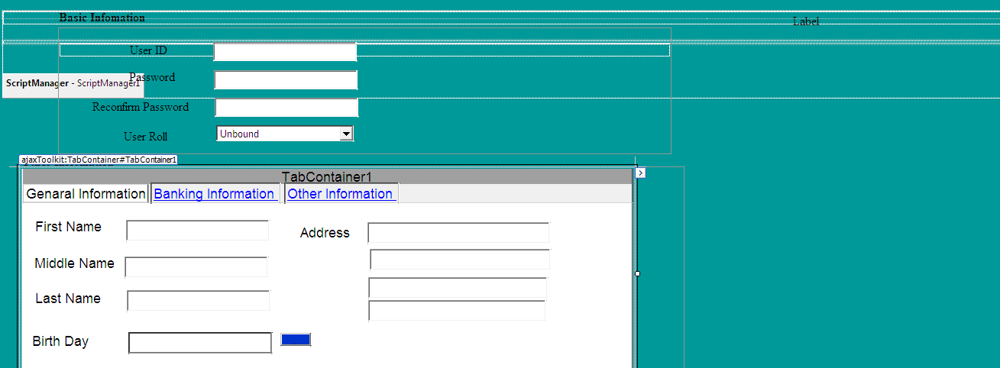 Basic Infomation
Label
User ID
Password
ScriptManager - ScriptManager1
Reconfirm Password
User Roll
Unbound
ajaxToolkit:TabContainer#TabContainer1
TabContainer1
Genaral Information Banking Information Other Information
First Name
Address
Middle Name
Last Name
Birth Day
...